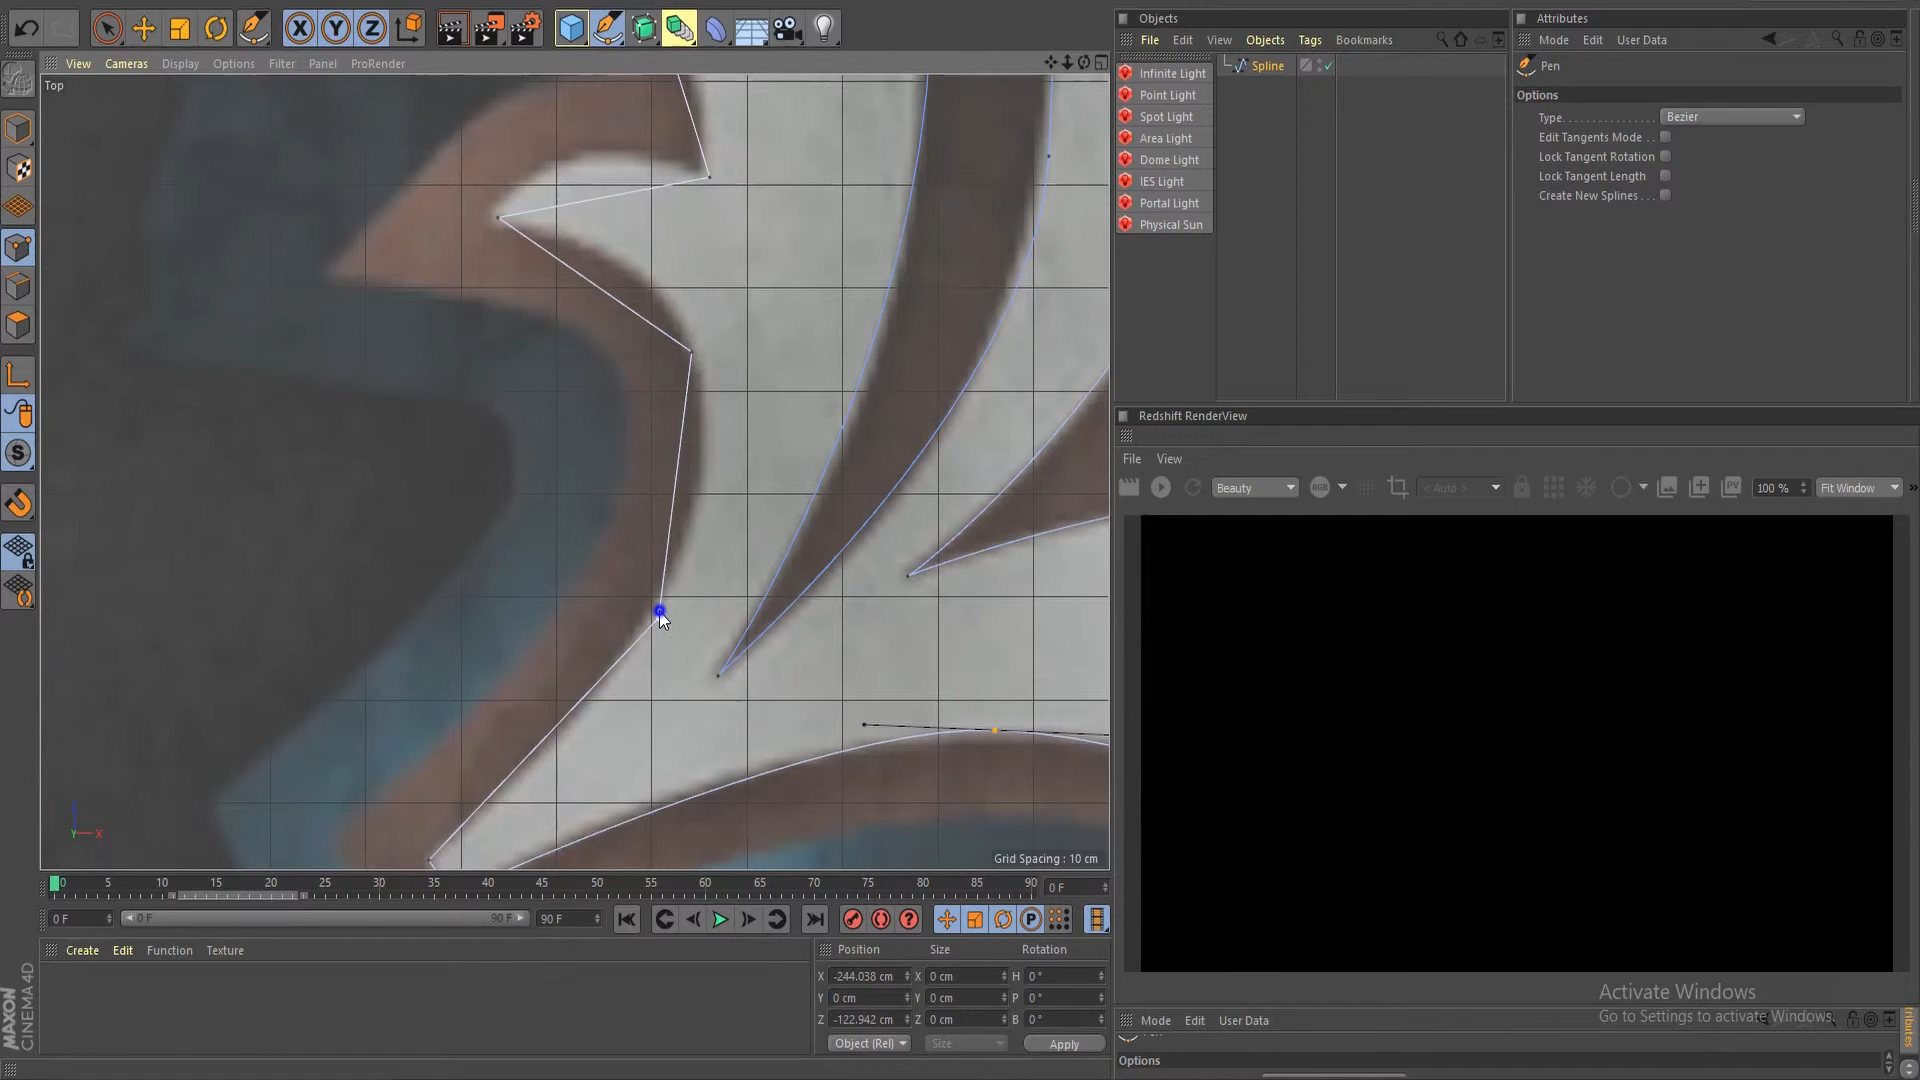 Objects
Attributes
File Edit View Objects Tags Bookmarks
Mode Edit User Data
View Cameras Display Options Filter Panel ProRender
Top
Infinite Light
Point Light
Spot Light
Area Light
Dome Light
IES Light
Portal Light
Physical Sun
Spline
Pen
Options
Type Bezier
Edit Tangents Mode
Lock Tangent Rotation
Lock Tangent Length
Create New Splines
Redshift RenderView
File View
Beauty RGB < Auto S 100 % Fit Window »
X Y Z
Y X
Grid Spacing : 10 cm
0 5 10 15 20 25 30 35 40 45 50 55 60 65 70 75 80 85 90 0 F
0 F 0 F 90 F 90 F
Create Edit Function Texture
Position Size Rotation
X -244.038 cm X 0 cm H 0 °
Y 0 cm Y 0 cm P 0 °
Z -122.942 cm Z 0 cm B 0 °
Object (Rel) Size Apply
MAXON
CINEMA 4D
Activate Windows
Go to Settings to activate Windows.
Mode Edit User Data
Options